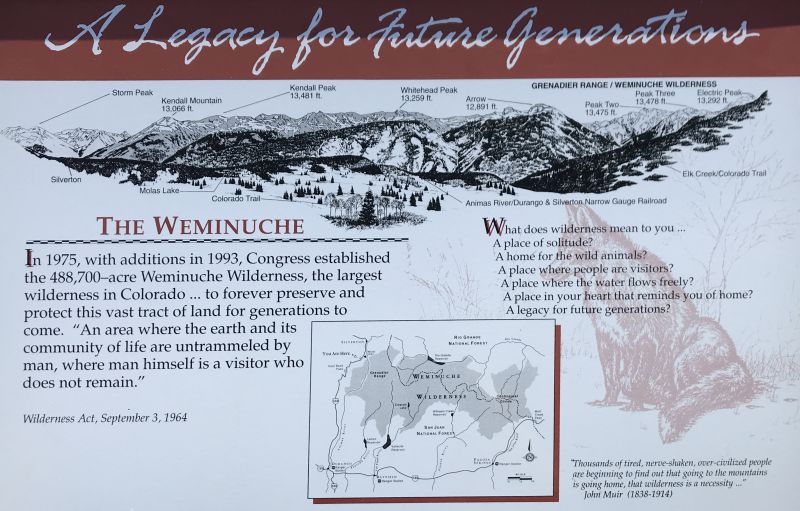 A Legacy for Future Generations
GRENADIER RANGE / WEMINUCHE WILDERNESS
Storm Peak
Kendall Mountain
13,066 ft.
Kendall Peak
13,481 ft.
Whitehead Peak
13,259 ft.
Arrow
12,891 ft.
Peak Two
13,475 ft.
Peak Three
13,478 ft.
Electric Peak
13,292 ft.
Silverton
Molas Lake
Colorado Trail
Animas River/Durango & Silverton Narrow Gauge Railroad
Elk Creek/Colorado Trail
THE WEMINUCHE
In 1975, with additions in 1993, Congress established
the 488,700–acre Weminuche Wilderness, the largest
wilderness in Colorado ... to forever preserve and
protect this vast tract of land for generations to
come. “An area where the earth and its
community of life are untrammeled by
man, where man himself is a visitor who
does not remain.”
Wilderness Act, September 3, 1964
What does wilderness mean to you ...
A place of solitude?
A home for the wild animals?
A place where people are visitors?
A place where the water flows freely?
A place in your heart that reminds you of home?
A legacy for future generations?
SILVERTON
YOU ARE HERE
RIO GRANDE
NATIONAL FOREST
Grenadier
Range
WEMINUCHE
WILDERNESS
SAN JUAN
NATIONAL FOREST
DURANGO
BAYFIELD
PAGOSA
SPRINGS
Ranger Station
"Thousands of tired, nerve-shaken, over-civilized people
are beginning to find out that going to the mountains
is going home, that wilderness is a necessity ..."
John Muir (1838-1914)